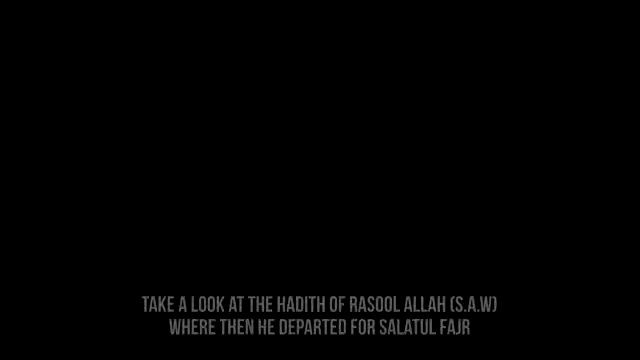 TAKE A LOOK AT THE HADITH OF RASOOL ALLAH (S.A.W)
WHERE THEN HE DEPARTED FOR SALATUL FAJR